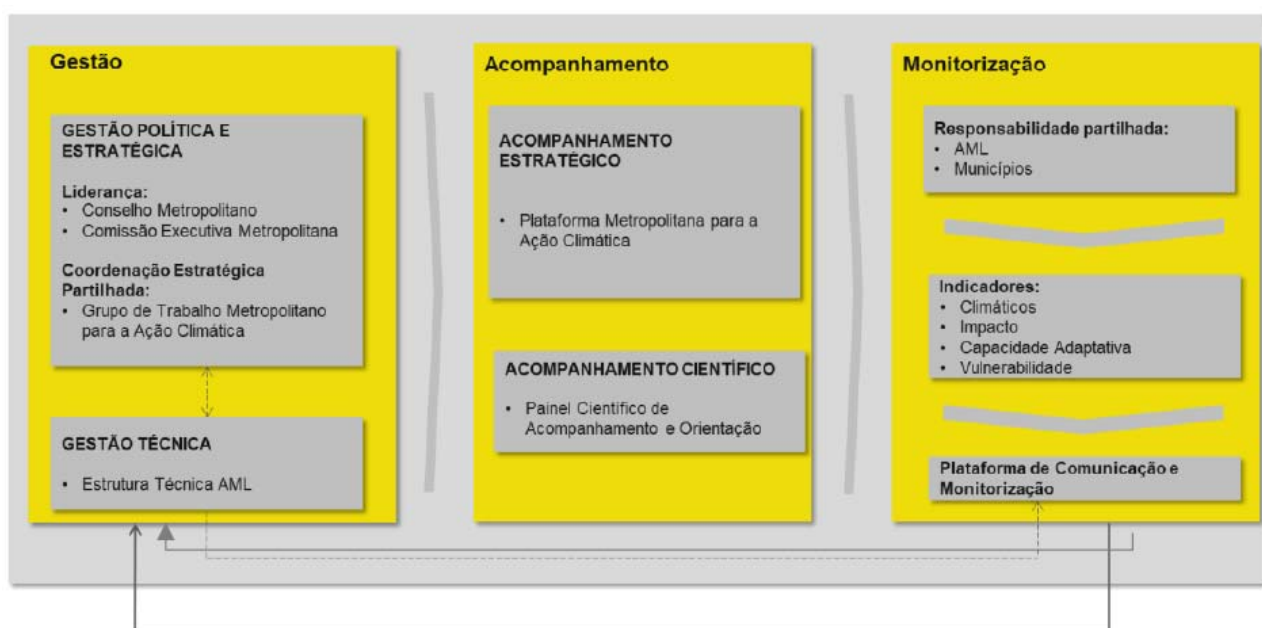 Gestão
GESTÃO POLÍTICA E
ESTRATÉGICA
Liderança:
• Conselho Metropolitano
• Comissão Executiva Metropolitana
Coordenação Estratégica
Partilhada:
• Grupo de Trabalho Metropolitano
para a Ação Climática
GESTÃO TÉCNICA
• Estrutura Técnica AML
Acompanhamento
ACOMPANHAMENTO
ESTRATÉGICO
• Plataforma Metropolitana para a
Ação Climática
ACOMPANHAMENTO CIENTÍFICO
• Painel Científico de
Acompanhamento e Orientação
Monitorização
Responsabilidade partilhada:
• AML
• Municípios
Indicadores:
• Climáticos
• Impacto
• Capacidade Adaptativa
• Vulnerabilidade
Plataforma de Comunicação e
Monitorização